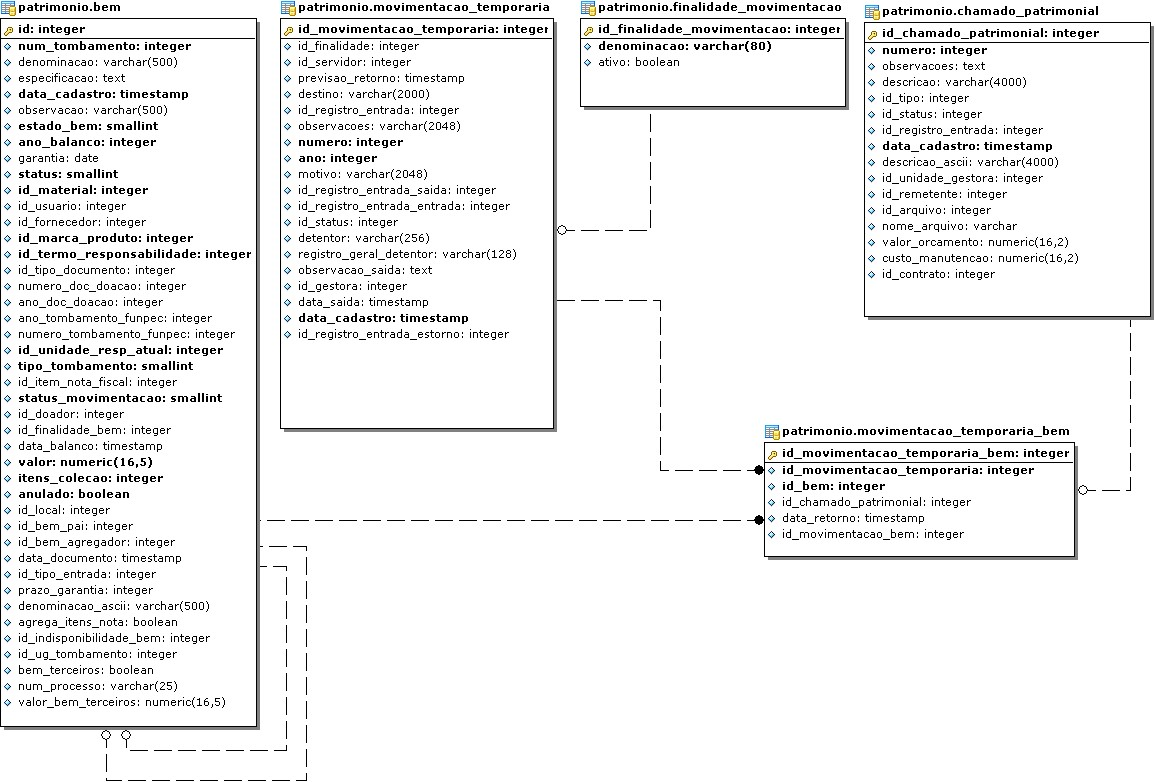 patrimonio.bem
id: integer
num_tombamento: integer
denominacao: varchar(500)
especificacao: text
data_cadastro: timestamp
observacao: varchar(500)
estado_bem: smallint
ano_balanco: integer
garantia: date
status: smallint
id_material: integer
id_usuario: integer
id_fornecedor: integer
id_marca_produto: integer
id_termo_responsabilidade: integer
id_tipo_documento: integer
numero_doc_doacao: integer
ano_doc_doacao: integer
ano_tombamento_funpec: integer
numero_tombamento_funpec: integer
id_unidade_resp_atual: integer
tipo_tombamento: smallint
id_item_nota_fiscal: integer
status_movimentacao: smallint
id_doador: integer
id_finalidade_bem: integer
data_balanco: timestamp
valor: numeric(16,5)
itens_colecao: integer
anulado: boolean
id_local: integer
id_bem_pai: integer
id_bem_agregador: integer
data_documento: timestamp
id_tipo_entrada: integer
prazo_garantia: integer
denominacao_ascii: varchar(500)
agrega_itens_nota: boolean
id_indisponibilidade_bem: integer
id_ug_tombamento: integer
bem_terceiros: boolean
num_processo: varchar(25)
valor_bem_terceiros: numeric(16,5)
patrimonio.movimentacao_temporaria
id_movimentacao_temporaria: integer
id_finalidade: integer
id_servidor: integer
previsao_retorno: timestamp
destino: varchar(2000)
id_registro_entrada: integer
observacoes: varchar(2048)
numero: integer
ano: integer
motivo: varchar(2048)
id_registro_entrada_saida: integer
id_registro_entrada_entrada: integer
id_status: integer
detentor: varchar(256)
registro_geral_detentor: varchar(128)
observacao_saida: text
id_gestora: integer
data_saida: timestamp
data_cadastro: timestamp
id_registro_entrada_estorno: integer
patrimonio.finalidade_movimentacao
id_finalidade_movimentacao: integer
denominacao: varchar(80)
ativo: boolean
patrimonio.chamado_patrimonial
id_chamado_patrimonial: integer
numero: integer
observacoes: text
descricao: varchar(4000)
id_tipo: integer
id_status: integer
id_registro_entrada: integer
data_cadastro: timestamp
descricao_ascii: varchar(4000)
id_unidade_gestora: integer
id_remetente: integer
id_arquivo: integer
nome_arquivo: varchar
valor_orcamento: numeric(16,2)
custo_manutencao: numeric(16,2)
id_contrato: integer
patrimonio.movimentacao_temporaria_bem
id_movimentacao_temporaria_bem: integer
id_movimentacao_temporaria: integer
id_bem: integer
id_chamado_patrimonial: integer
data_retorno: timestamp
id_movimentacao_bem: integer